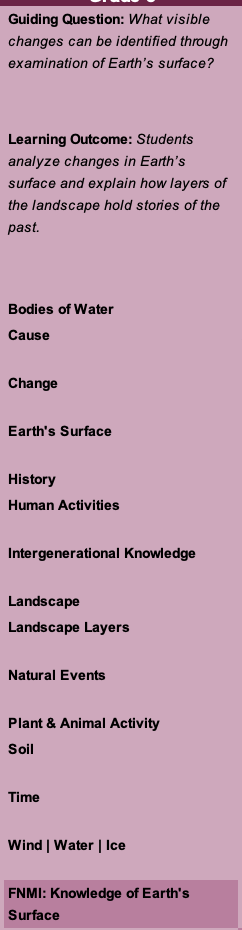 Guiding Question: What visible
changes can be identified through
examination of Earth's surface?
Learning Outcome: Students
analyze changes in Earth's
surface and explain how layers of
the landscape hold stories of the
past.
Bodies of Water
Cause
Change
Earth's Surface
History
Human Activities
Intergenerational Knowledge
Landscape
Landscape Layers
Natural Events
Plant & Animal Activity
Soil
Time
Wind | Water | Ice
FNMI: Knowledge of Earth's
Surface